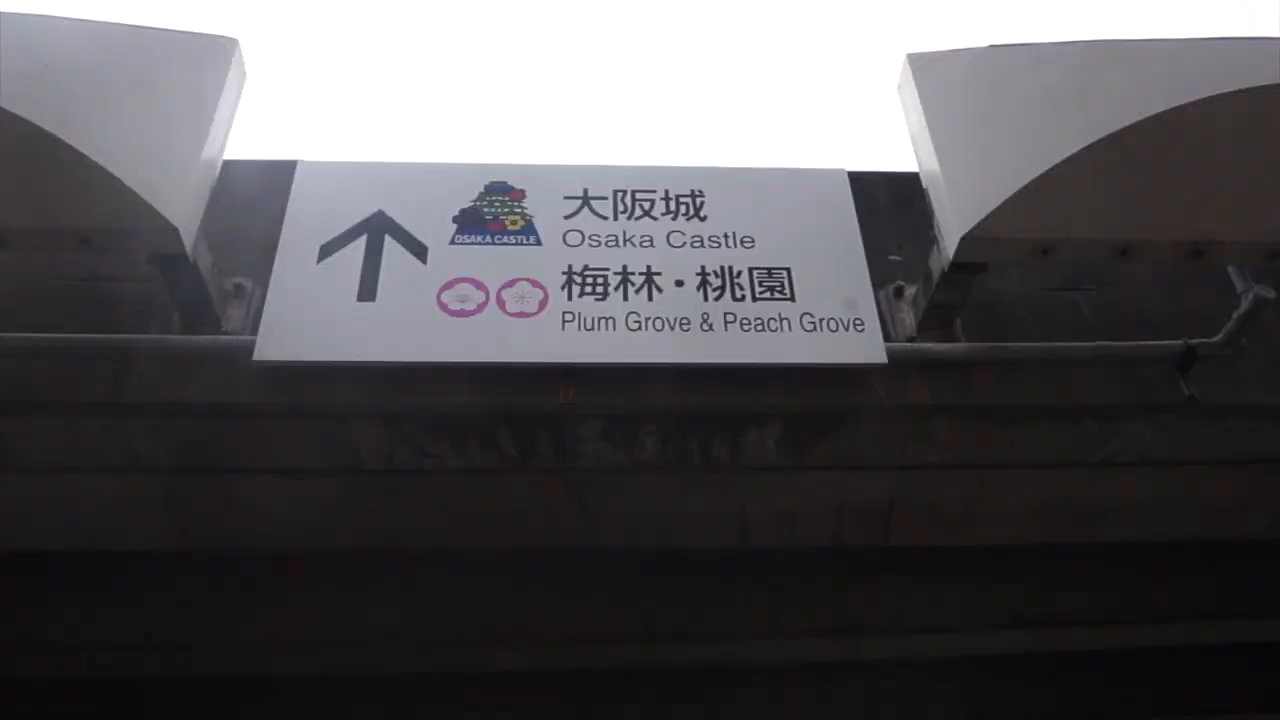 OSAKA CASTLE
大阪城
Osaka Castle
梅林・桃園
Plum Grove & Peach Grove